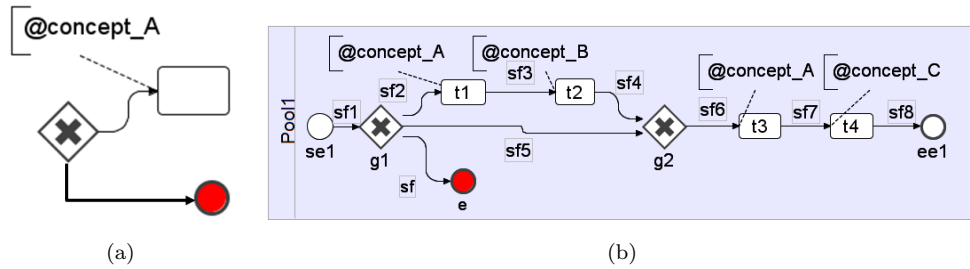 @concept_A
(a)
Pool1
@concept_A
@concept_B
@concept_A
@concept_C
sf1
sf2
sf3
sf4
sf5
sf
sf6
sf7
sf8
t1
t2
t3
t4
se1
g1
g2
e
ee1
(b)